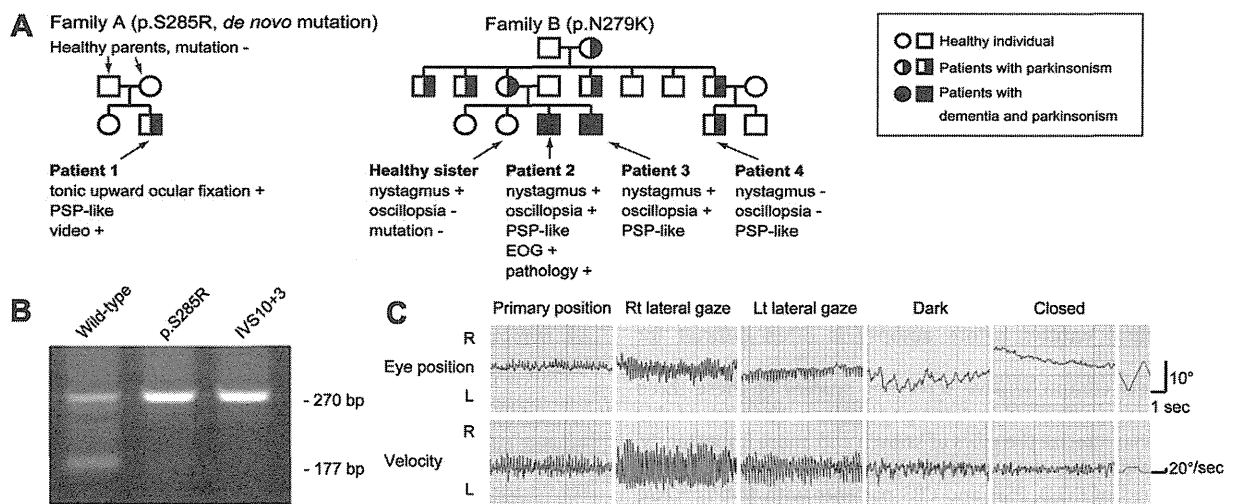 A
Family A (p.S285R, de novo mutation)
Healthy parents, mutation -
Patient 1
tonic upward ocular fixation +
PSP-like
video +
Family B (p.N279K)
Healthy sister
nystagmus +
oscillopsia -
mutation -
Patient 2
nystagmus +
oscillopsia +
PSP-like
EOG +
pathology +
Patient 3
nystagmus +
oscillopsia +
PSP-like
Patient 4
nystagmus -
oscillopsia -
PSP-like
Healthy individual
Patients with parkinsonism
Patients with
dementia and parkinsonism
B
Wild-type
p.S285R
IVS10+3
- 270 bp
- 177 bp
C
Primary position
Rt lateral gaze
Lt lateral gaze
Dark
Closed
R
Eye position
L
10°
1 sec
R
Velocity
L
20°/sec